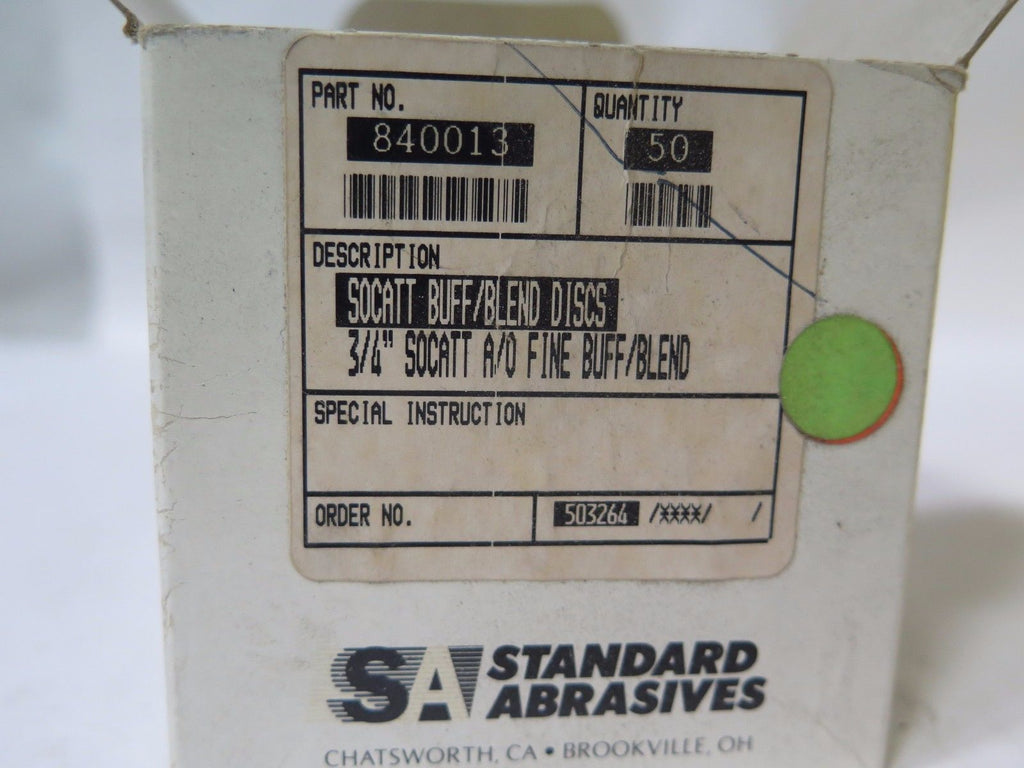 PART NO.
840013
QUANTITY
50
DESCRIPTION
SOCATT BUFF/BLEND DISCS
3/4" SOCATT A/O FINE BUFF/BLEND
SPECIAL INSTRUCTION
ORDER NO.
503264 /XXXX/ /
SA STANDARD
ABRASIVES
CHATSWORTH, CA • BROOKVILLE, OH